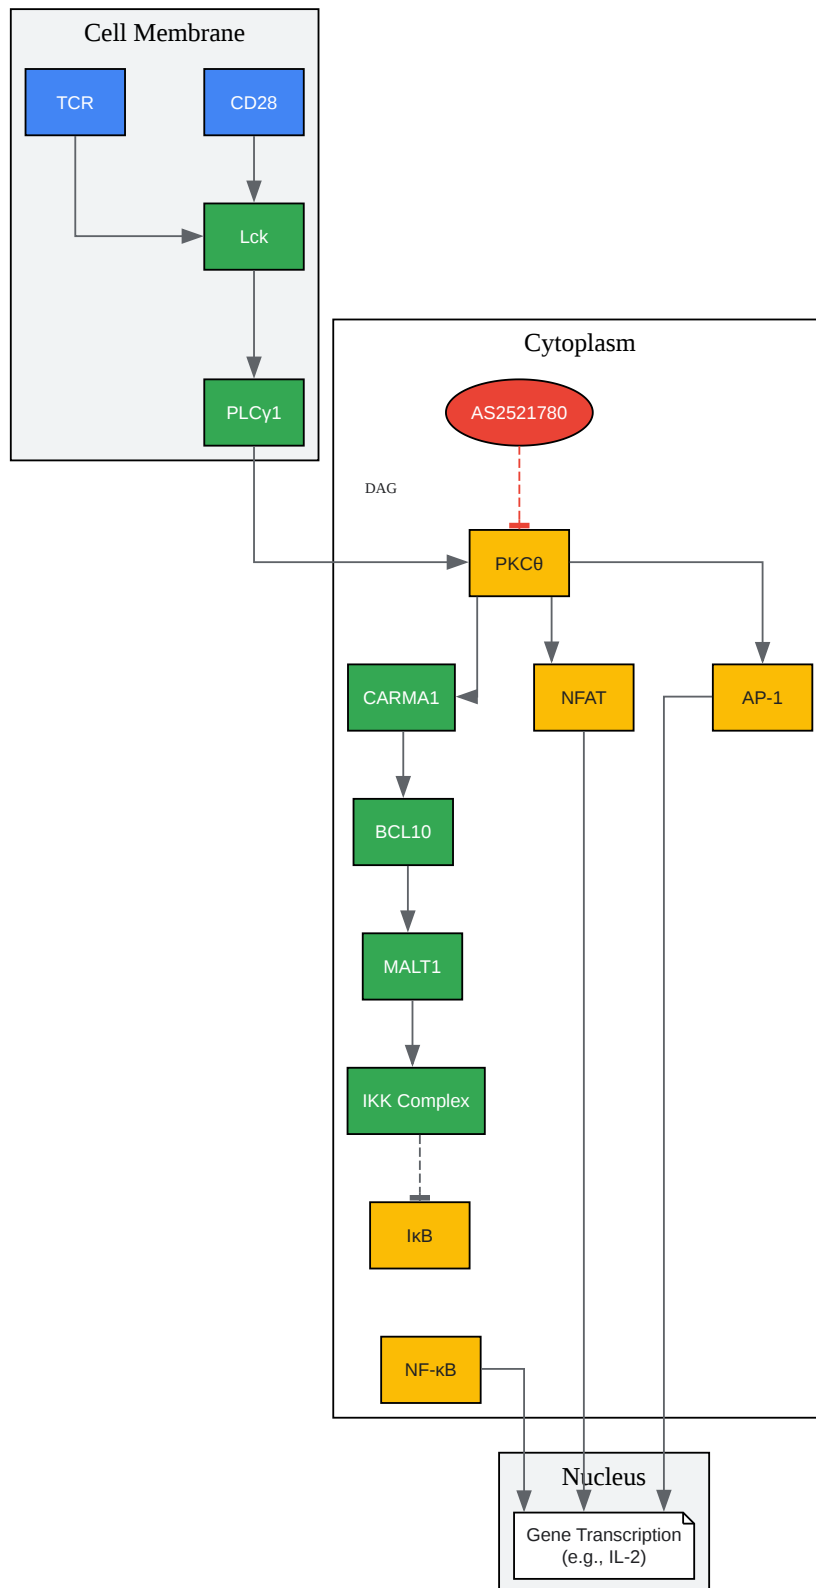 Cell Membrane
TCR
CD28
Lck
PLCγ1
Cytoplasm
AS2521780
DAG
PKCθ
CARMA1
NFAT
AP-1
BCL10
MALT1
IKK Complex
IκB
NF-κB
Nucleus
Gene Transcription
(e.g., IL-2)